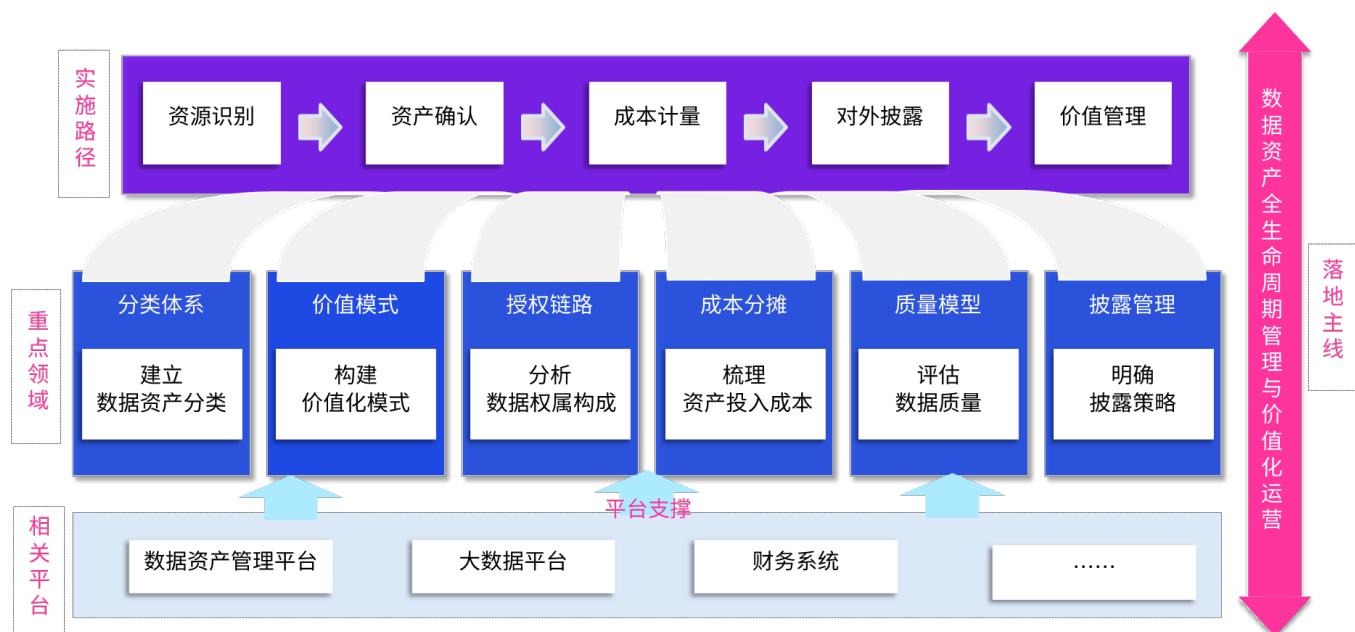 实施路径
资源识别
资产确认
成本计量
对外披露
价值管理
重点领域
分类体系
价值模式
授权链路
成本分摊
质量模型
披露管理
建立
数据资产分类
构建
价值化模式
分析
数据权属构成
梳理
资产投入成本
评估
数据质量
明确
披露策略
平台支撑
相关平台
数据资产管理平台
大数据平台
财务系统
……
数据资产全生命周期管理与价值化运营
落地主线